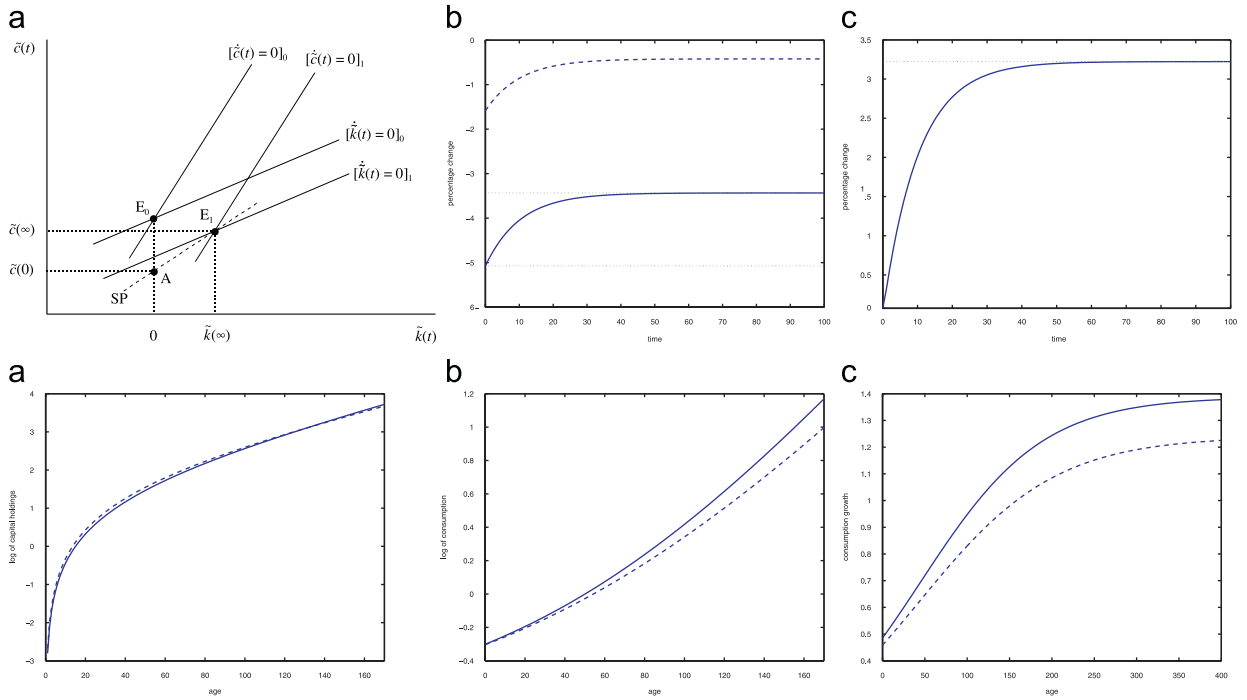 a
b
c
c̃(t)
[c̃̇(t) = 0]₀
[c̃̇(t) = 0]₁
[k̃̇(t) = 0]₀
[k̃̇(t) = 0]₁
E₀
E₁
c̃(∞)
c̃(0)
A
SP
0
k̃(∞)
k̃(t)
percentage change
0
−1
−2
−3
−4
−5
6−
0 10 20 30 40 50 60 70 80 90 100
time
percentage change
3.5
3
2.5
2
1
1
0.5
0
0 10 20 30 40 50 60 70 80 90 100
time
a
b
c
log of capital holdings
4
3
2
1
0
−1
−2
−3
0 20 40 60 80 100 120 140 160
age
log of consumption
1.2
1
0.8
0.6
0.4
0.2
0
−0.2
−0.4
0 20 40 60 80 100 120 140 160
age
consumption growth
1.4
1.3
1.2
1.1
1
0.9
0.8
0.7
0.6
0.5
0.4
0 50 100 150 200 250 300 350 400
age